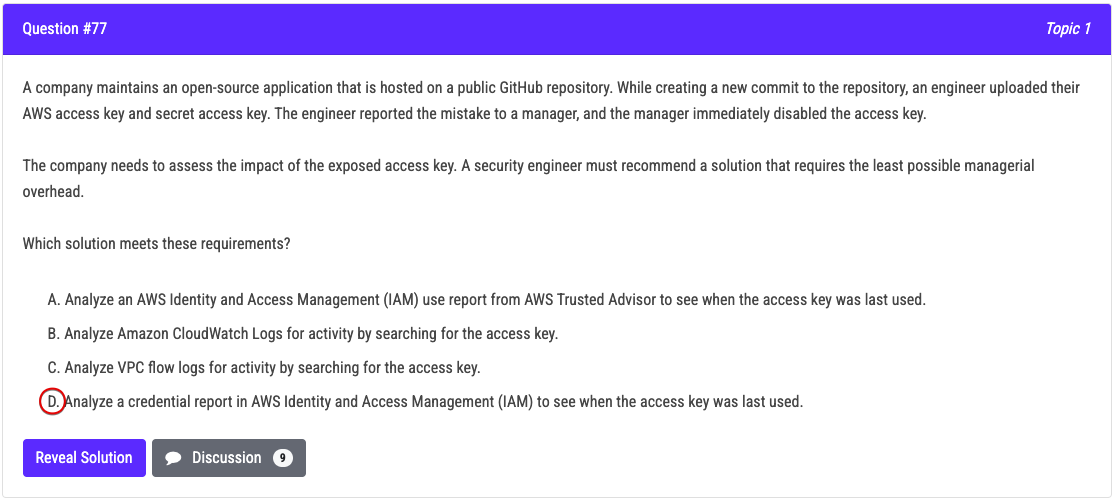 Question #77
Topic 1
A company maintains an open-source application that is hosted on a public GitHub repository. While creating a new commit to the repository, an engineer uploaded their
AWS access key and secret access key. The engineer reported the mistake to a manager, and the manager immediately disabled the access key.
The company needs to assess the impact of the exposed access key. A security engineer must recommend a solution that requires the least possible managerial
overhead.
Which solution meets these requirements?
A. Analyze an AWS Identity and Access Management (IAM) use report from AWS Trusted Advisor to see when the access key was last used.
B. Analyze Amazon CloudWatch Logs for activity by searching for the access key.
C. Analyze VPC flow logs for activity by searching for the access key.
D. Analyze a credential report in AWS Identity and Access Management (IAM) to see when the access key was last used.
Reveal Solution
Discussion 9